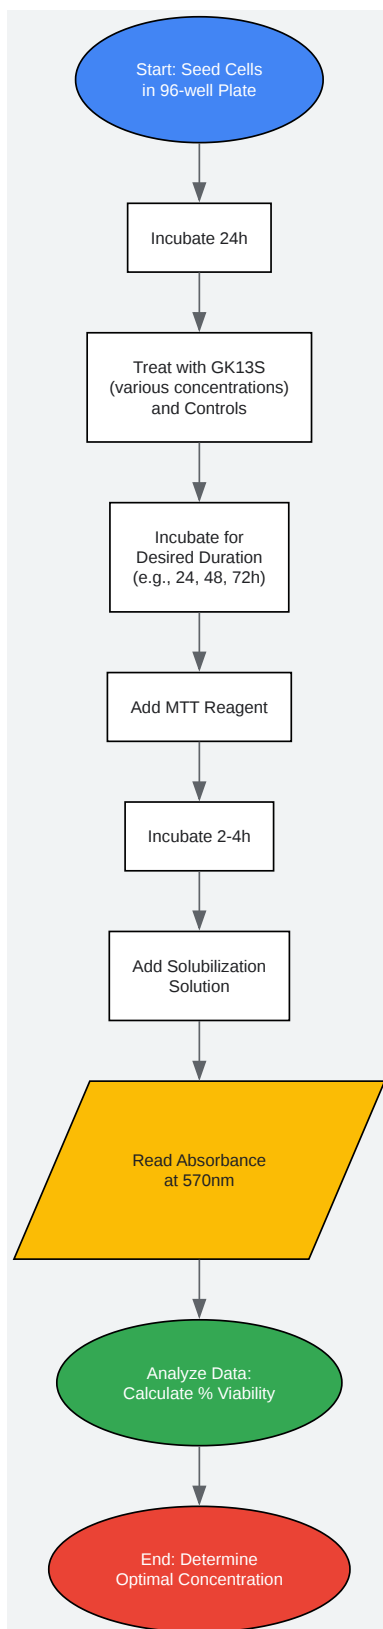 Start: Seed Cells
in 96-well Plate
Incubate 24h
Treat with GK13S
(various concentrations)
and Controls
Incubate for
Desired Duration
(e.g., 24, 48, 72h)
Add MTT Reagent
Incubate 2-4h
Add Solubilization
Solution
Read Absorbance
at 570nm
Analyze Data:
Calculate % Viability
End: Determine
Optimal Concentration